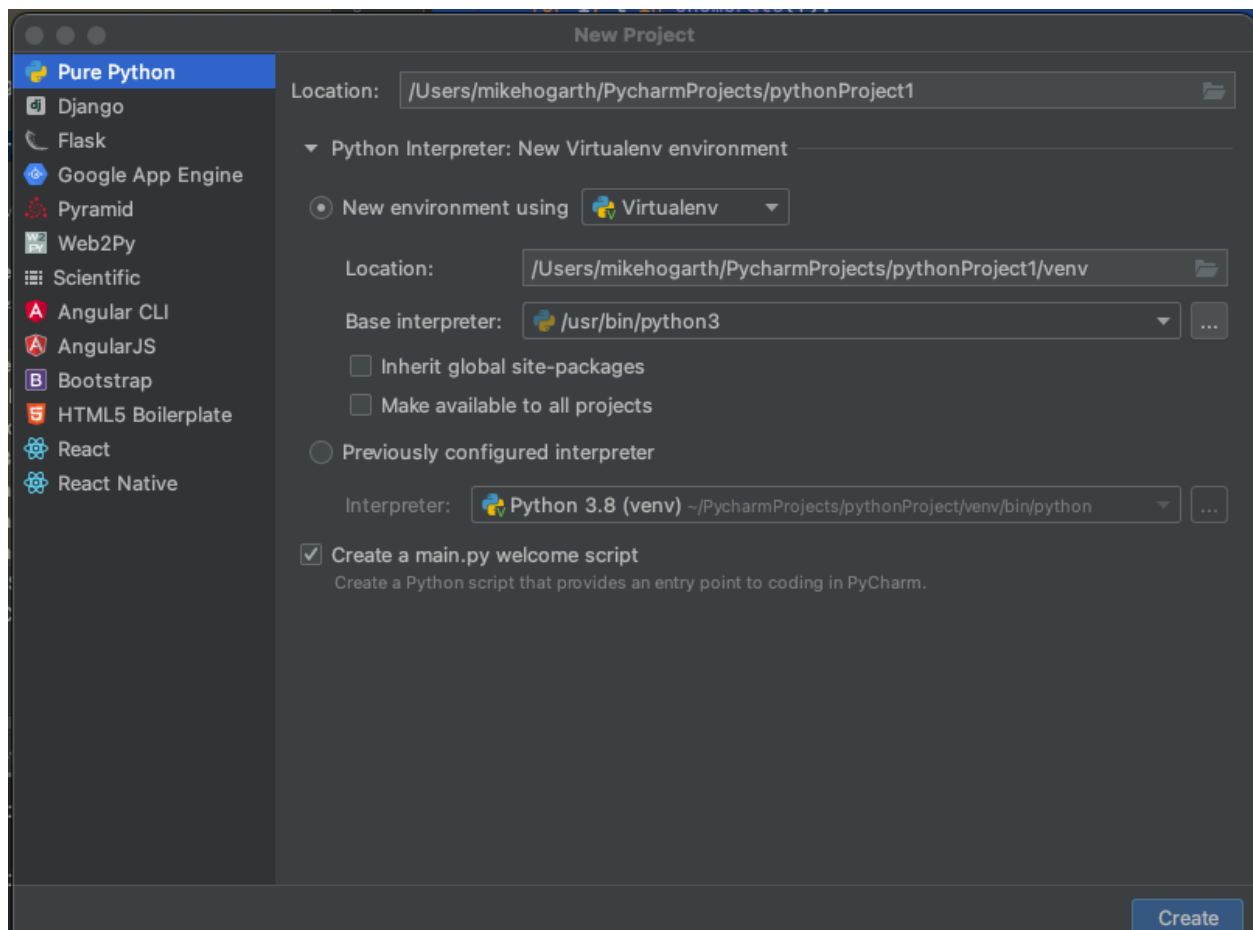 for i, c in enumerate(f):
New Project
Pure Python
Django
Flask
Google App Engine
Pyramid
Web2Py
Scientific
Angular CLI
AngularJS
Bootstrap
HTML5 Boilerplate
React
React Native
Location: /Users/mikehogarth/PycharmProjects/pythonProject1
Python Interpreter: New Virtualenv environment
New environment using Virtualenv
Location: /Users/mikehogarth/PycharmProjects/pythonProject1/venv
Base interpreter: /usr/bin/python3 ...
Inherit global site-packages
Make available to all projects
Previously configured interpreter
Interpreter: Python 3.8 (venv) ~/PycharmProjects/pythonProject/venv/bin/python ...
Create a main.py welcome script
Create a Python script that provides an entry point to coding in PyCharm.
Create